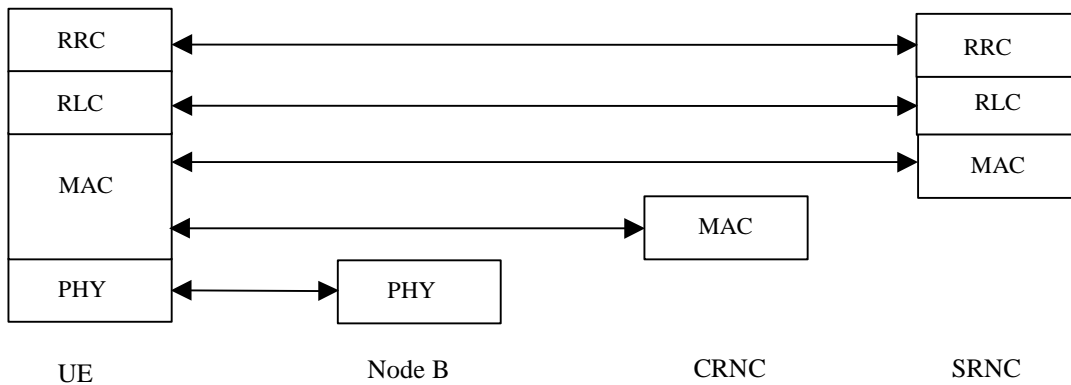 RRC
RRC
RLC
RLC
MAC
MAC
MAC
PHY
PHY
UE
Node B
CRNC
SRNC